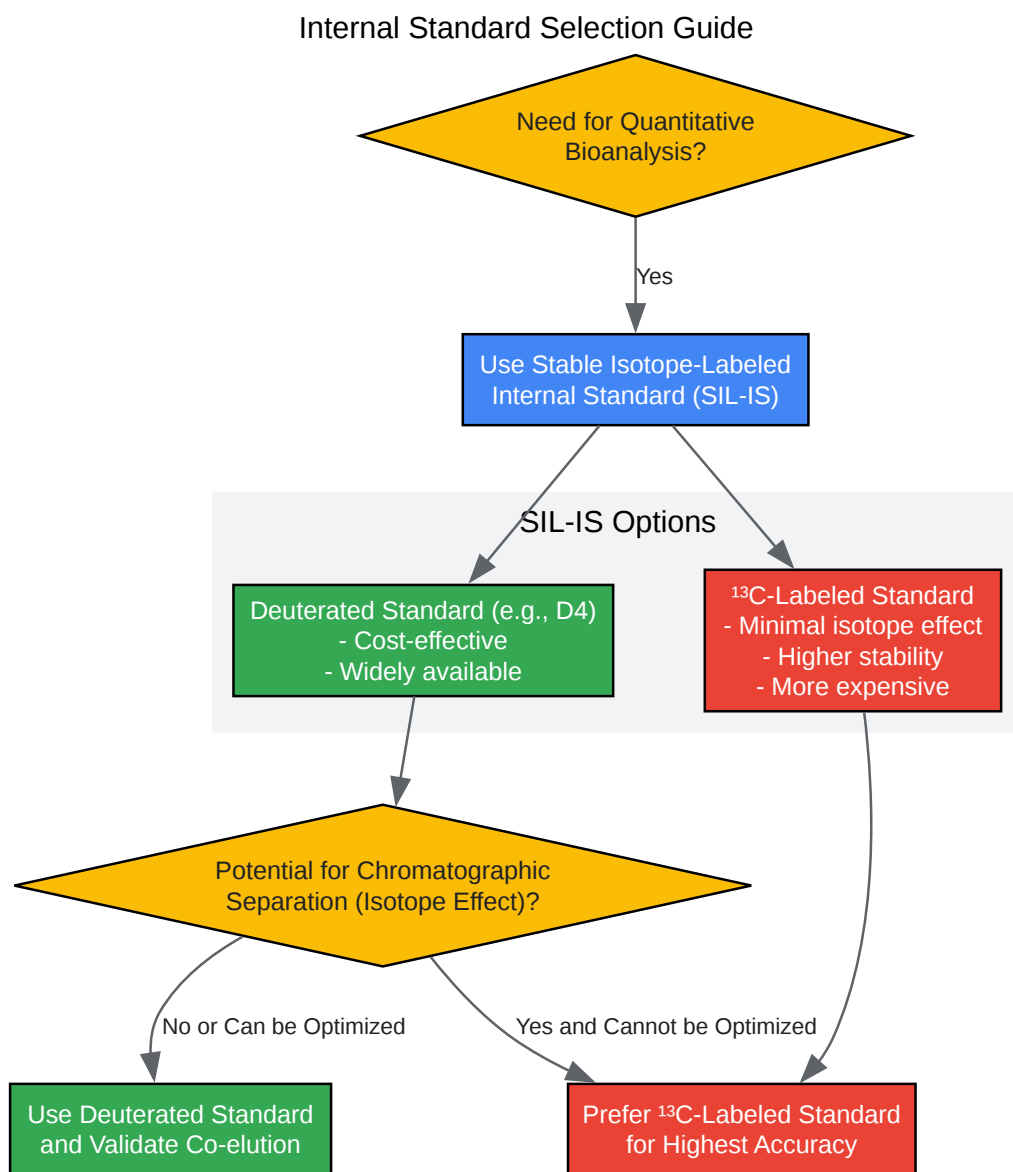 Internal Standard Selection Guide
Need for Quantitative
Bioanalysis?
Yes
Use Stable Isotope-Labeled
Internal Standard (SIL-IS)
SIL-IS Options
Deuterated Standard (e.g., D4)
- Cost-effective
- Widely available
¹³C-Labeled Standard
- Minimal isotope effect
- Higher stability
- More expensive
Potential for Chromatographic
Separation (Isotope Effect)?
No or Can be Optimized
Yes and Cannot be Optimized
Use Deuterated Standard
and Validate Co-elution
Prefer ¹³C-Labeled Standard
for Highest Accuracy